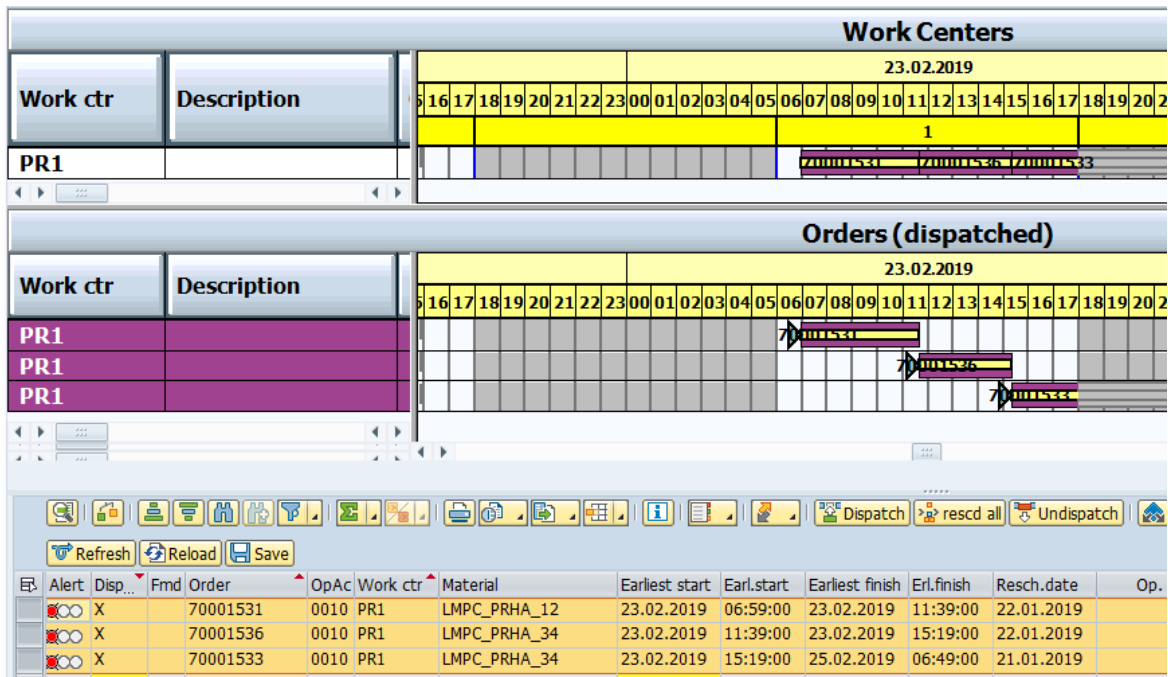 Work Centers
Work ctr Description 23.02.2019
16 17 18 19 20 21 22 23 00 01 02 03 04 05 06 07 08 09 10 11 12 13 14 15 16 17 18 19 20
1
PR1 70001531 70001536 70001533
Orders (dispatched)
Work ctr Description 23.02.2019
16 17 18 19 20 21 22 23 00 01 02 03 04 05 06 07 08 09 10 11 12 13 14 15 16 17 18 19 20
PR1 70001531
PR1 70001536
PR1 70001533
Dispatch rescd all Undispatch
Refresh Reload Save
Alert Disp... Fmd Order OpAc Work ctr Material Earliest start Earl.start Earliest finish Erl.finish Resch.date Op.
X 70001531 0010 PR1 LMPC_PRHA_12 23.02.2019 06:59:00 23.02.2019 11:39:00 22.01.2019
X 70001536 0010 PR1 LMPC_PRHA_34 23.02.2019 11:39:00 23.02.2019 15:19:00 22.01.2019
X 70001533 0010 PR1 LMPC_PRHA_34 23.02.2019 15:19:00 25.02.2019 06:49:00 21.01.2019